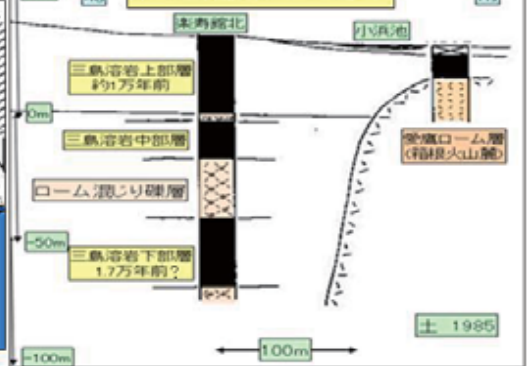 楽寿館北
小浜池
三島溶岩上部層
約1万年前
0m
三島溶岩中部層
愛鷹ローム層
(箱根火山麓)
ローム混じり礫層
-50m
三島溶岩下部層
1.7万年前?
土 1985
100m
-100m